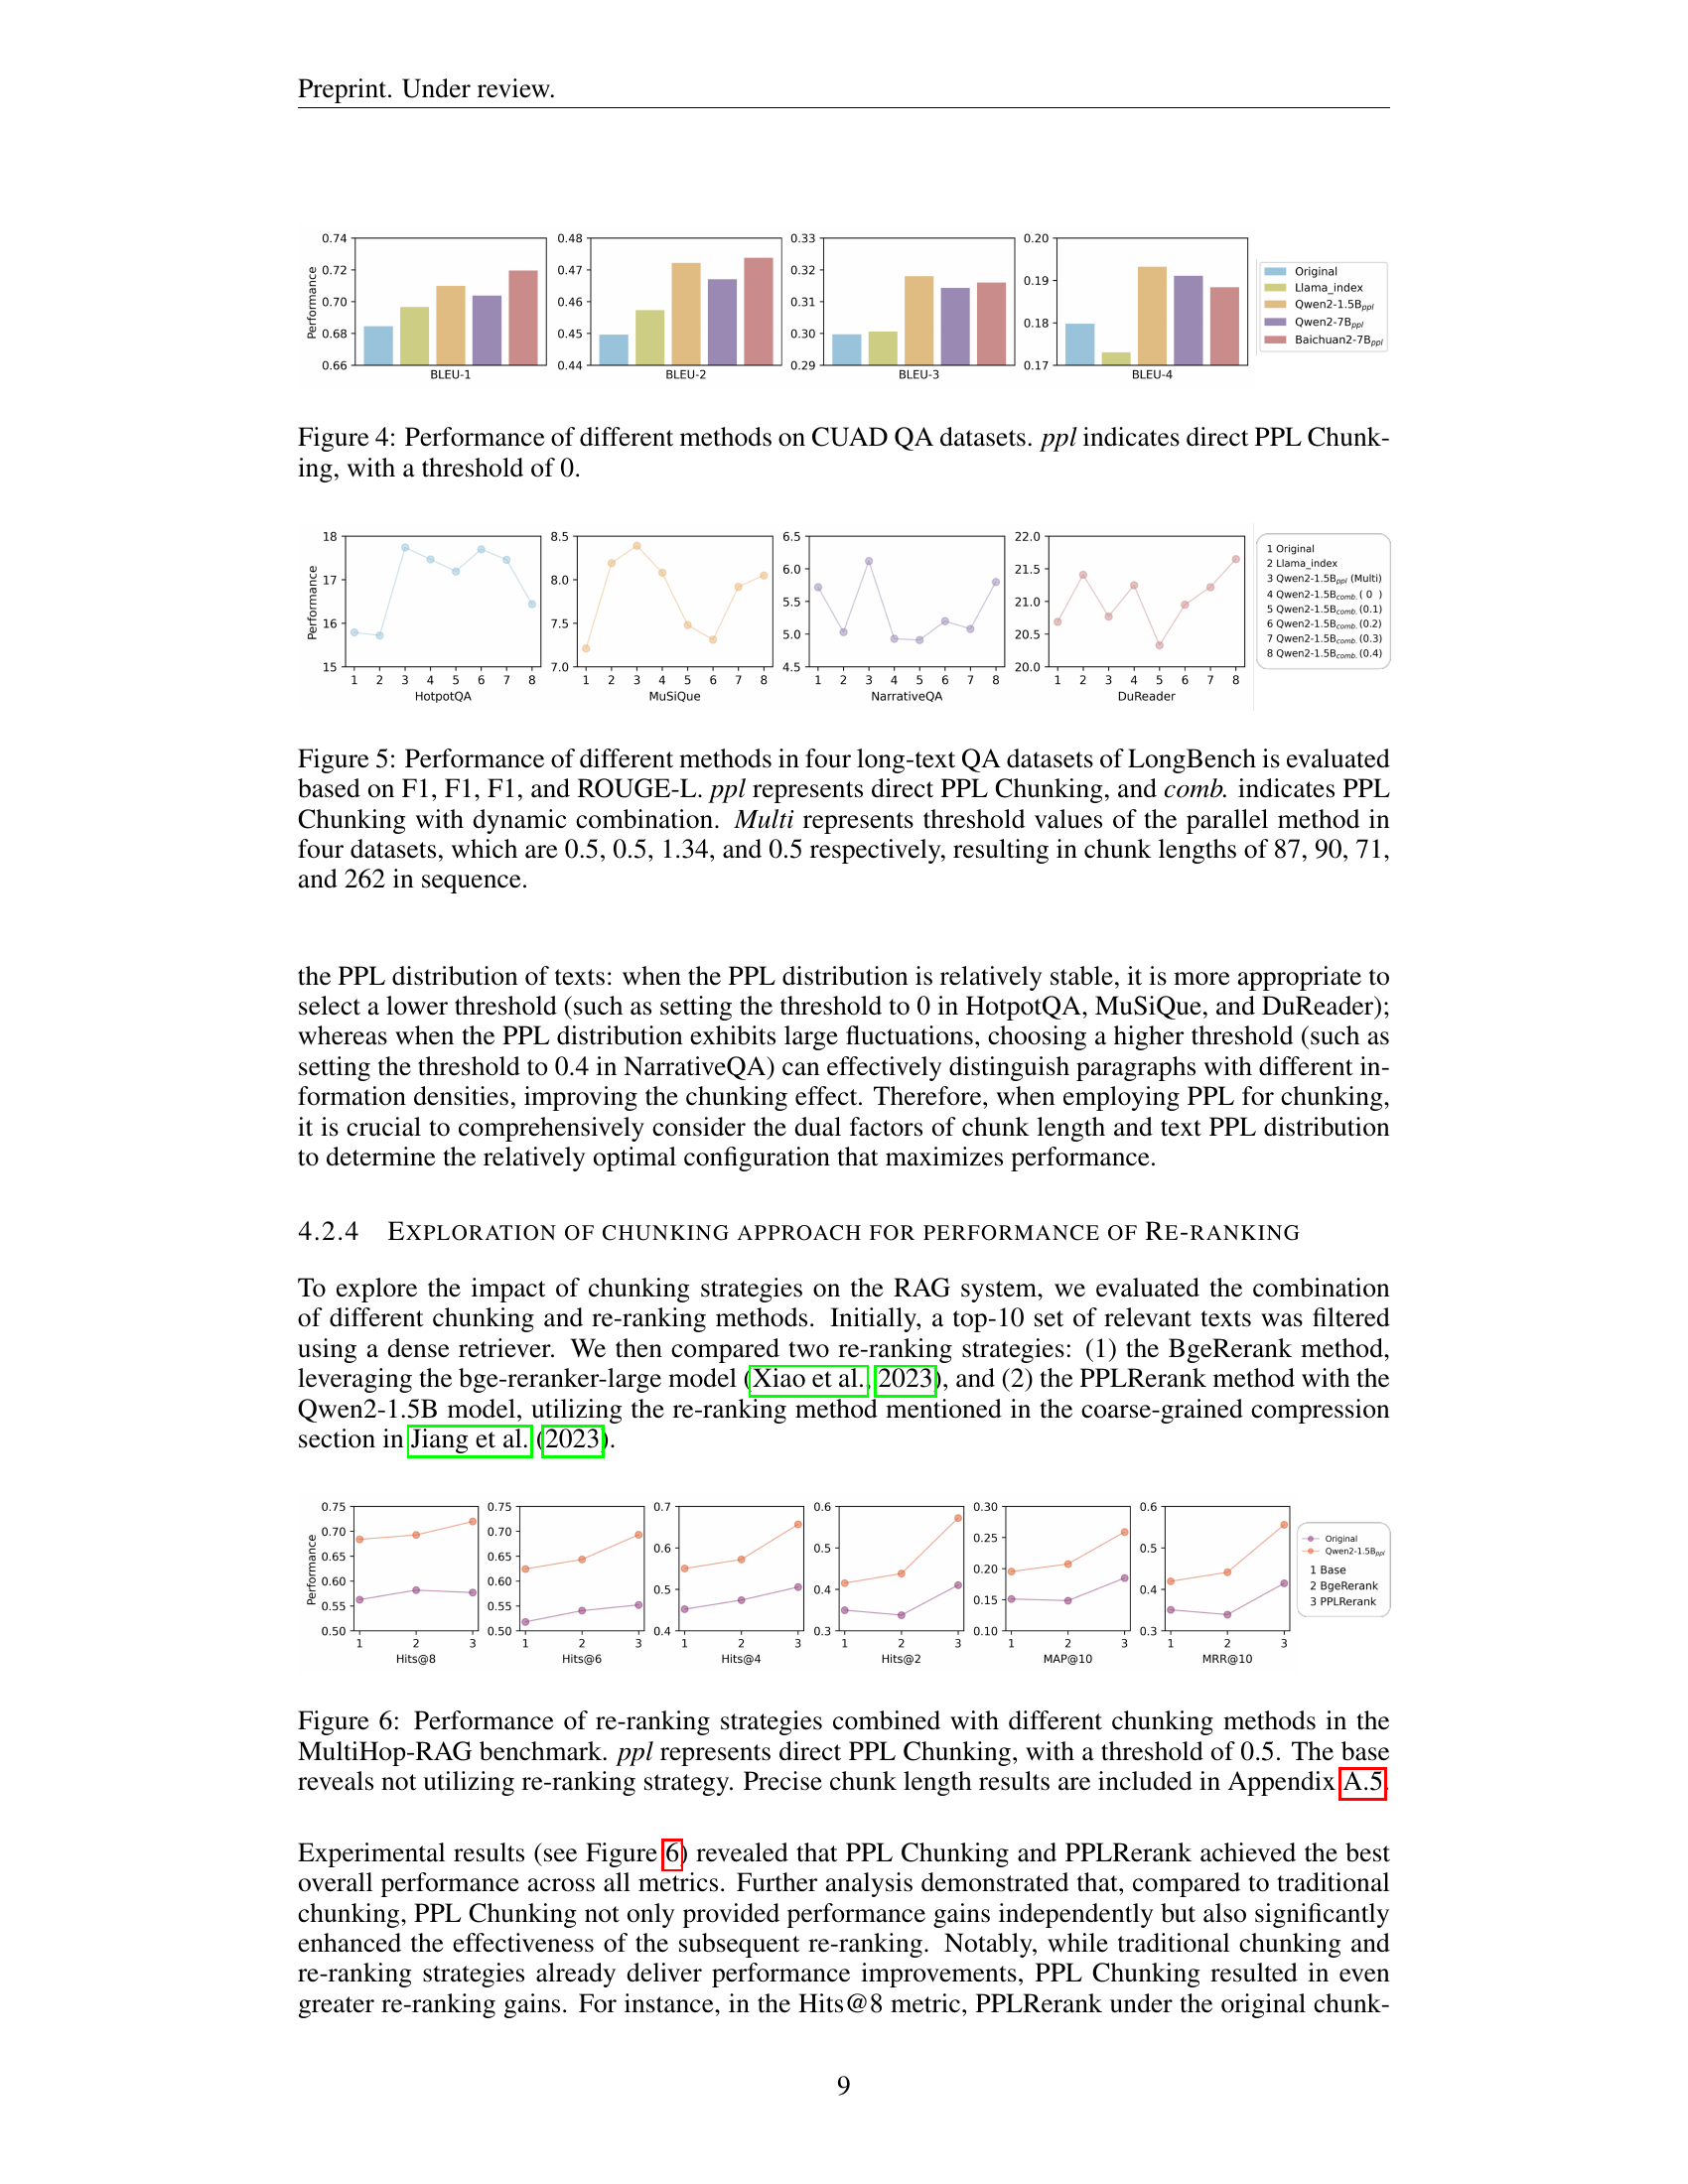 Preprint. Under review.
0.74
0.72
0.70
0.68
0.66
Performance
BLEU-1
0.48
0.47
0.46
0.45
0.44
BLEU-2
0.33
0.32
0.31
0.30
0.29
BLEU-3
0.20
0.19
0.18
0.17
BLEU-4
Original
Llama_index
Qwen2-1.5Bppl
Qwen2-7Bppl
Baichuan2-7Bppl
Figure 4: Performance of different methods on CUAD QA datasets. ppl indicates direct PPL Chunk-
ing, with a threshold of 0.
18
17
16
15
Performance
1 2 3 4 5 6 7 8
HotpotQA
8.5
8.0
7.5
7.0
1 2 3 4 5 6 7 8
MuSiQue
6.5
6.0
5.5
5.0
4.5
1 2 3 4 5 6 7 8
NarrativeQA
22.0
21.5
21.0
20.5
20.0
1 2 3 4 5 6 7 8
DuReader
1 Original
2 Llama_index
3 Qwen2-1.5Bppl (Multi)
4 Qwen2-1.5Bcomb. ( 0 )
5 Qwen2-1.5Bcomb. (0.1)
6 Qwen2-1.5Bcomb. (0.2)
7 Qwen2-1.5Bcomb. (0.3)
8 Qwen2-1.5Bcomb. (0.4)
Figure 5: Performance of different methods in four long-text QA datasets of LongBench is evaluated
based on F1, F1, F1, and ROUGE-L. ppl represents direct PPL Chunking, and comb. indicates PPL
Chunking with dynamic combination. Multi represents threshold values of the parallel method in
four datasets, which are 0.5, 0.5, 1.34, and 0.5 respectively, resulting in chunk lengths of 87, 90, 71,
and 262 in sequence.
the PPL distribution of texts: when the PPL distribution is relatively stable, it is more appropriate to
select a lower threshold (such as setting the threshold to 0 in HotpotQA, MuSiQue, and DuReader);
whereas when the PPL distribution exhibits large fluctuations, choosing a higher threshold (such as
setting the threshold to 0.4 in NarrativeQA) can effectively distinguish paragraphs with different in-
formation densities, improving the chunking effect. Therefore, when employing PPL for chunking,
it is crucial to comprehensively consider the dual factors of chunk length and text PPL distribution
to determine the relatively optimal configuration that maximizes performance.
4.2.4 EXPLORATION OF CHUNKING APPROACH FOR PERFORMANCE OF RE-RANKING
To explore the impact of chunking strategies on the RAG system, we evaluated the combination
of different chunking and re-ranking methods. Initially, a top-10 set of relevant texts was filtered
using a dense retriever. We then compared two re-ranking strategies: (1) the BgeRerank method,
leveraging the bge-reranker-large model (Xiao et al., 2023), and (2) the PPLRerank method with the
Qwen2-1.5B model, utilizing the re-ranking method mentioned in the coarse-grained compression
section in Jiang et al. (2023).
0.75
0.70
0.65
0.60
0.55
0.50
Performance
1 2 3
Hits@8
0.75
0.70
0.65
0.60
0.55
0.50
1 2 3
Hits@6
0.7
0.6
0.5
0.4
1 2 3
Hits@4
0.6
0.5
0.4
0.3
1 2 3
Hits@2
0.30
0.25
0.20
0.15
0.10
1 2 3
MAP@10
0.6
0.5
0.4
0.3
1 2 3
MRR@10
Original
Qwen2-1.5Bppl
1 Base
2 BgeRerank
3 PPLRerank
Figure 6: Performance of re-ranking strategies combined with different chunking methods in the
MultiHop-RAG benchmark. ppl represents direct PPL Chunking, with a threshold of 0.5. The base
reveals not utilizing re-ranking strategy. Precise chunk length results are included in Appendix A.5.
Experimental results (see Figure 6) revealed that PPL Chunking and PPLRerank achieved the best
overall performance across all metrics. Further analysis demonstrated that, compared to traditional
chunking, PPL Chunking not only provided performance gains independently but also significantly
enhanced the effectiveness of the subsequent re-ranking. Notably, while traditional chunking and
re-ranking strategies already deliver performance improvements, PPL Chunking resulted in even
greater re-ranking gains. For instance, in the Hits@8 metric, PPLRerank under the original chunk-
9